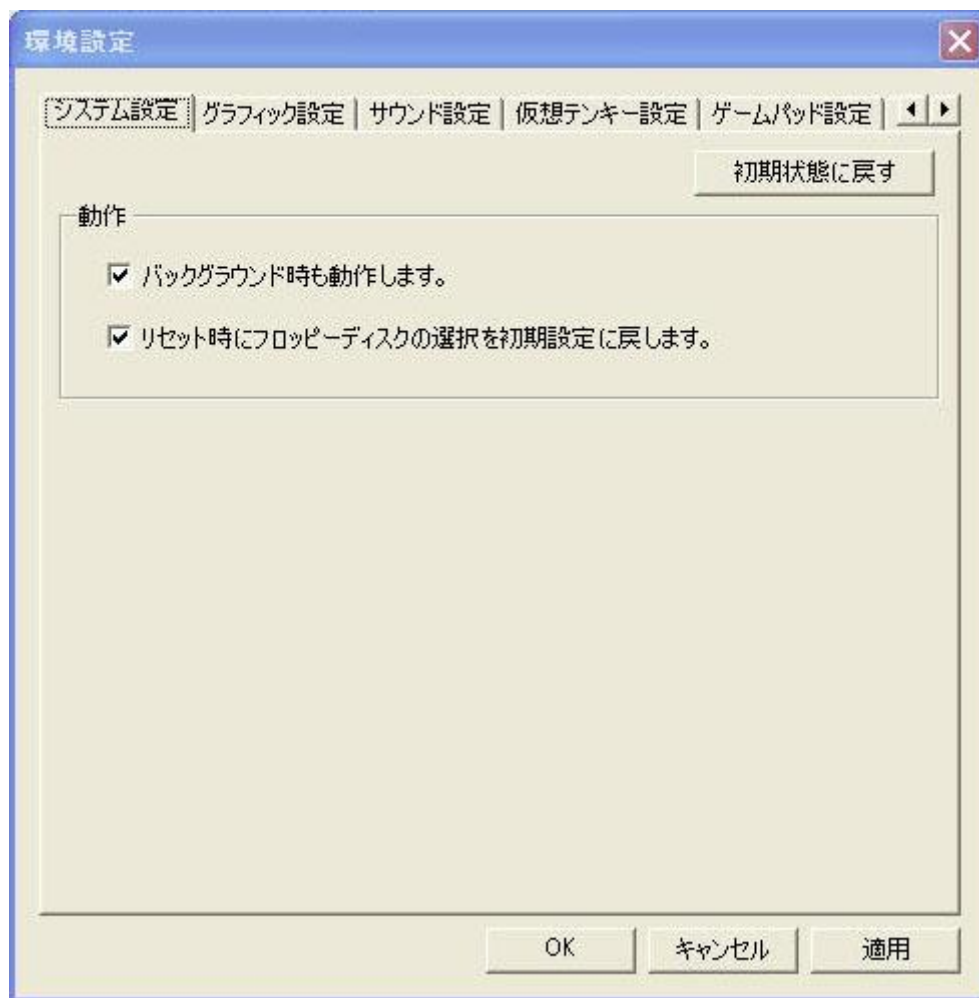 環境設定
システム設定 グラフィック設定 サウンド設定 仮想テンキー設定 ゲームパッド設定
初期状態に戻す
動作
バックグラウンド時も動作します。
リセット時にフロッピーディスクの選択を初期設定に戻します。
OK キャンセル 適用